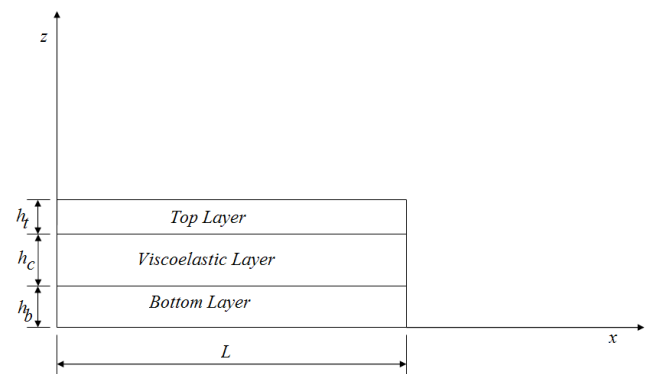 z
h_t
Top Layer
h_c
Viscoelastic Layer
h_b
Bottom Layer
x
L